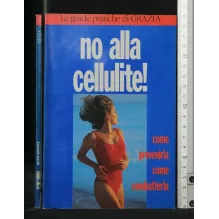 Le guide pratiche di GRAZIA
no alla
cellulite!
come
prevenirla
come
combatterla